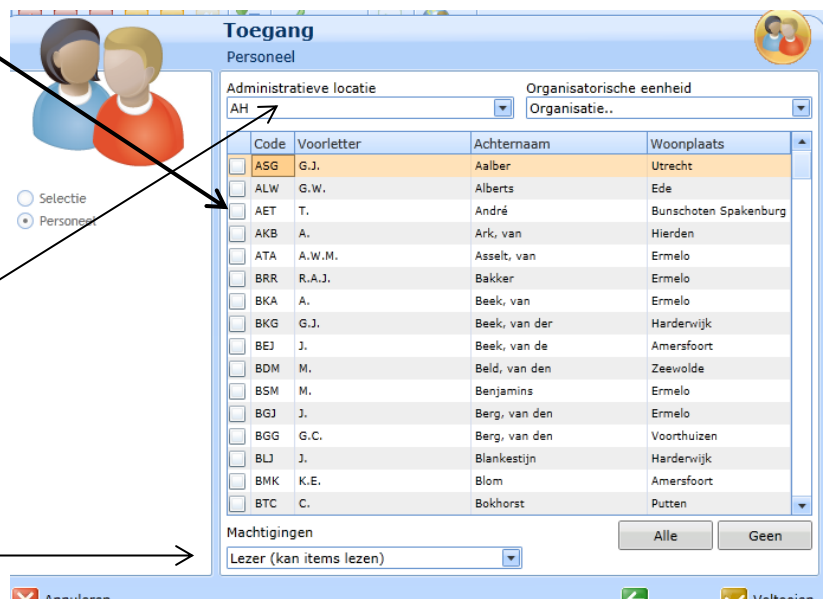 Toegang
Personeel
Administratieve locatie Organisatorische eenheid
AH Organisatie..
Selectie
Personeel
Code Voorletter Achternaam Woonplaats
ASG G.J. Aalber Utrecht
ALW G.W. Alberts Ede
AET T. André Bunschoten Spakenburg
AKB A. Ark, van Hierden
ATA A.W.M. Asselt, van Ermelo
BRR R.A.J. Bakker Ermelo
BKA A. Beek, van Ermelo
BKG G.J. Beek, van der Harderwijk
BEJ J. Beek, van de Amersfoort
BDM M. Beld, van den Zeewolde
BSM M. Benjamins Ermelo
BGJ J. Berg, van den Ermelo
BGG G.C. Berg, van den Voorthuizen
BLJ J. Blankestijn Harderwijk
BMK K.E. Blom Amersfoort
BTC C. Bokhorst Putten
Machtigingen Alle Geen
Lezer (kan items lezen)
Annuleren Voltooien